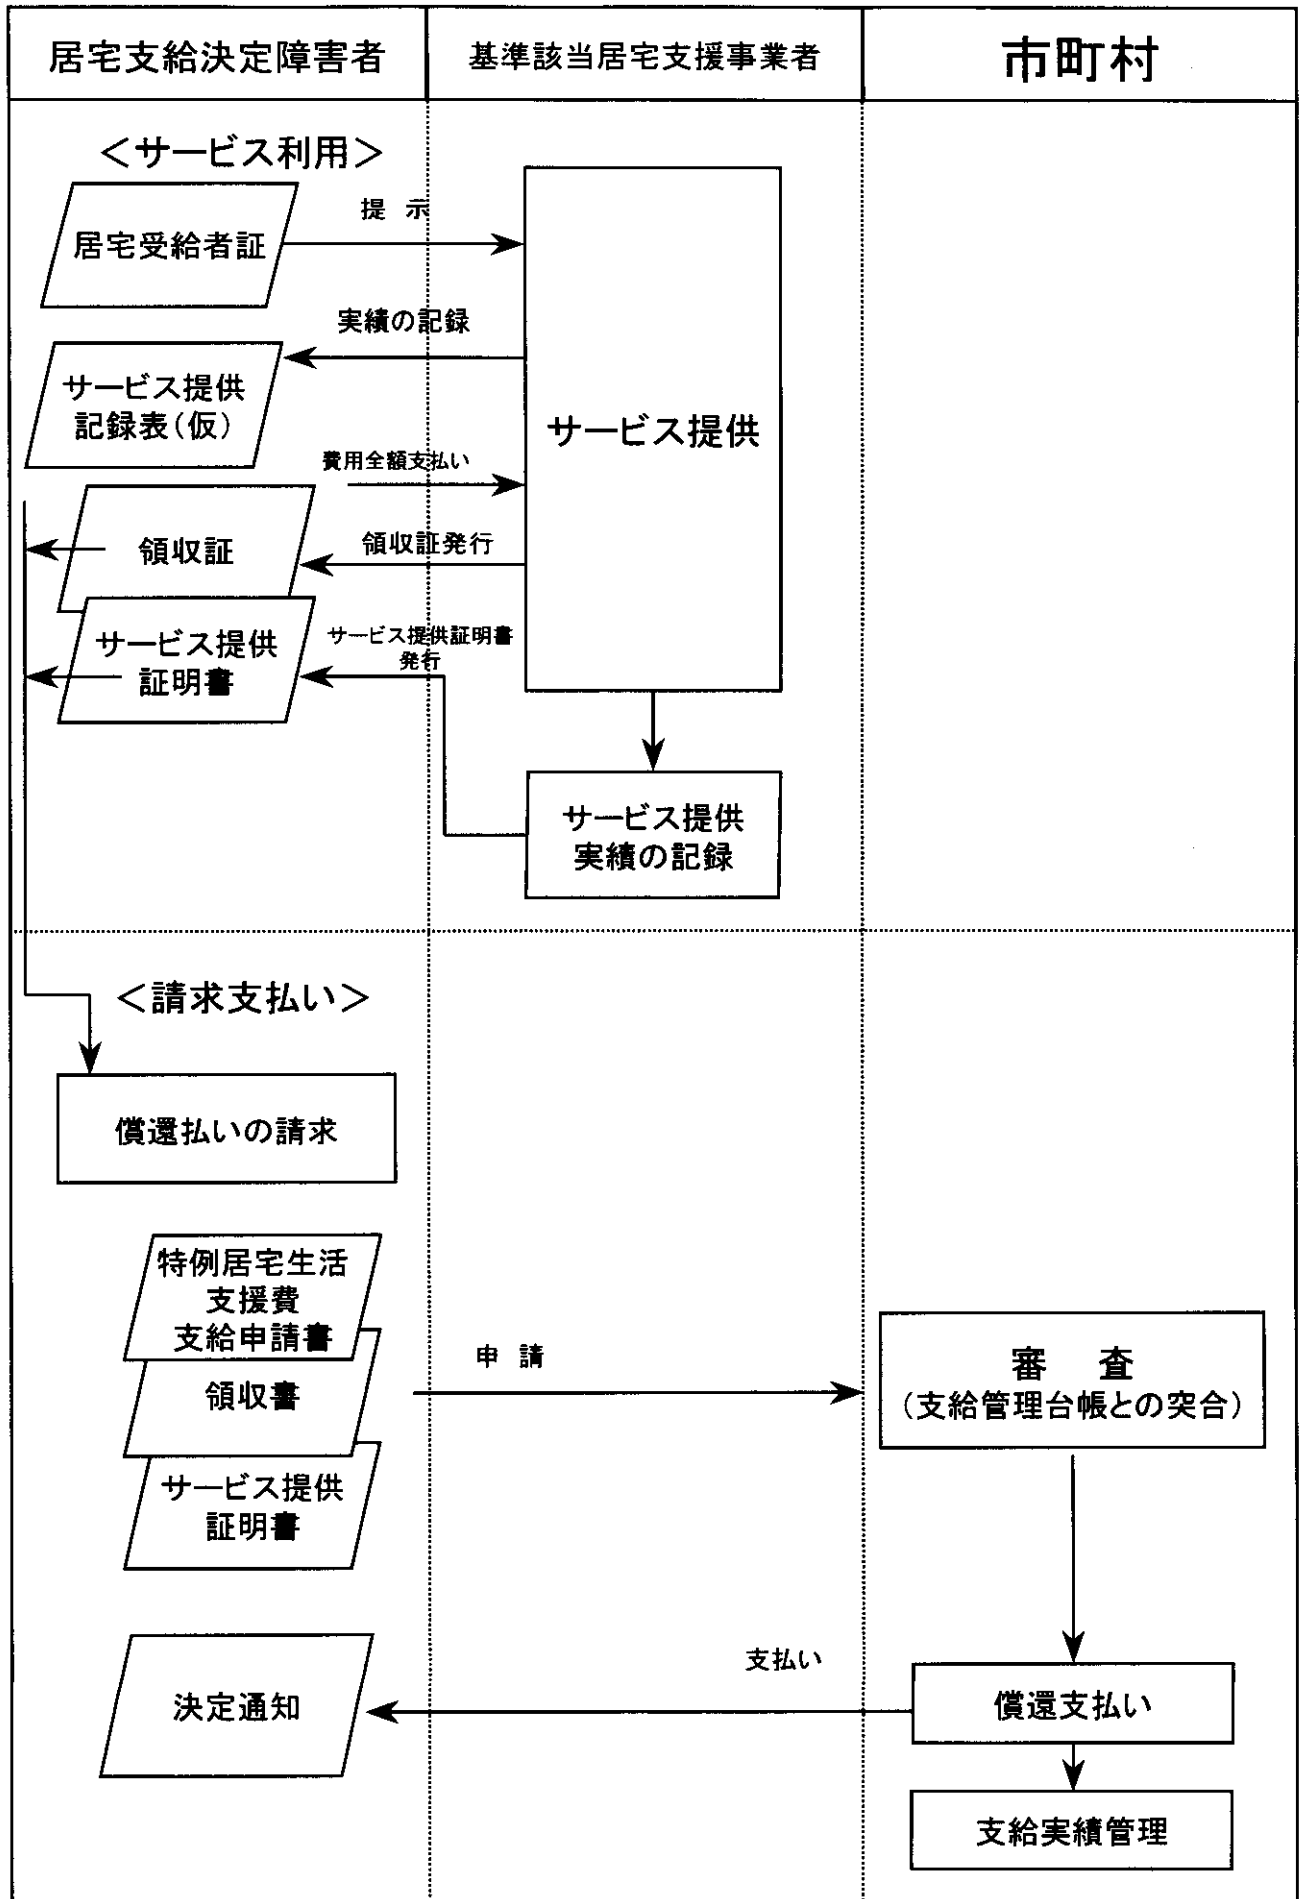 居宅支給決定障害者
基準該当居宅支援事業者
市町村
＜サービス利用＞
提 示
居宅受給者証
実績の記録
サービス提供
記録表(仮)
サービス提供
費用全額支払い
領収証発行
領収証
サービス提供証明書
発行
サービス提供
証明書
サービス提供
実績の記録
＜請求支払い＞
償還払いの請求
特例居宅生活
支援費
支給申請書
領収書
サービス提供
証明書
申 請
審 査
(支給管理台帳との突合)
支払い
決定通知
償還支払い
支給実績管理